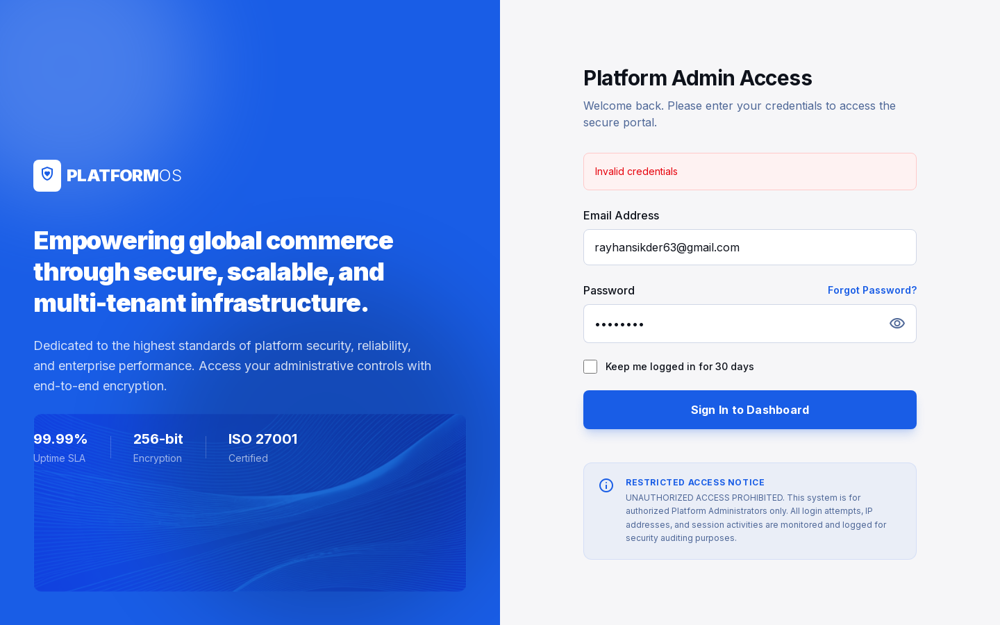 PLATFORMOS
Empowering global commerce
through secure, scalable, and
multi-tenant infrastructure.
Dedicated to the highest standards of platform security, reliability,
and enterprise performance. Access your administrative controls with
end-to-end encryption.
99.99%
Uptime SLA
256-bit
Encryption
ISO 27001
Certified
Platform Admin Access
Welcome back. Please enter your credentials to access the
secure portal.
Invalid credentials
Email Address
rayhansikder63@gmail.com
Password
Forgot Password?
••••••••
Keep me logged in for 30 days
Sign In to Dashboard
RESTRICTED ACCESS NOTICE
UNAUTHORIZED ACCESS PROHIBITED. This system is for
authorized Platform Administrators only. All login attempts, IP
addresses, and session activities are monitored and logged for
security auditing purposes.